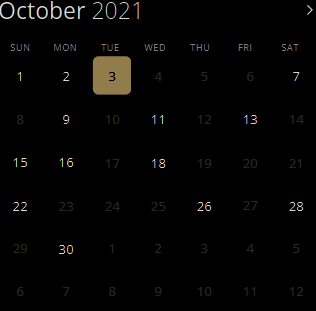 October 2021
SUN MON TUE WED THU FRI SAT
1 2 3 4 5 6 7
8 9 10 11 12 13 14
15 16 17 18 19 20 21
22 23 24 25 26 27 28
29 30 1 2 3 4 5
6 7 8 9 10 11 12